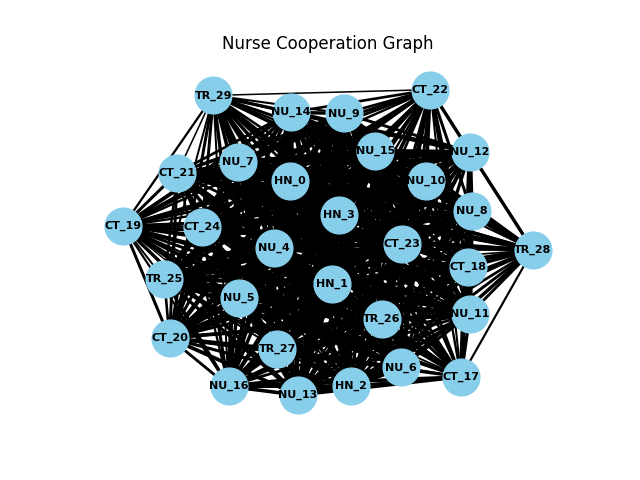 Nurse Cooperation Graph
CT_22
TR_29
NU_14
NU_9
NU_15
NU_12
NU_7
CT_21
HN_0
NU_10
NU_8
HN_3
CT_19
CT_24
NU_4
CT_23
TR_28
CT_18
TR_25
HN_1
NU_5
NU_11
TR_26
CT_20
TR_27
NU_6
CT_17
NU_16
HN_2
NU_13